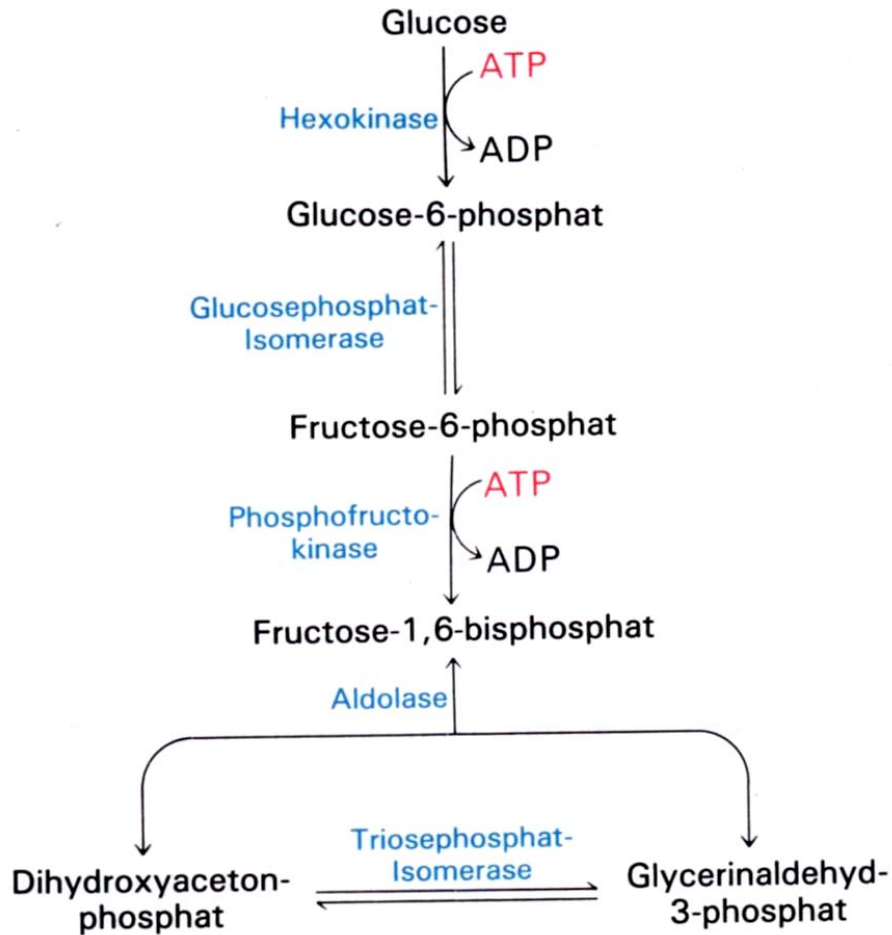 Glucose
ATP
Hexokinase
ADP
Glucose-6-phosphat
Glucosephosphat-
Isomerase
Fructose-6-phosphat
ATP
Phosphofructo-
kinase
ADP
Fructose-1,6-bisphosphat
Aldolase
Triosephosphat-
Isomerase
Dihydroxyaceton-
phosphat
Glycerinaldehyd-
3-phosphat